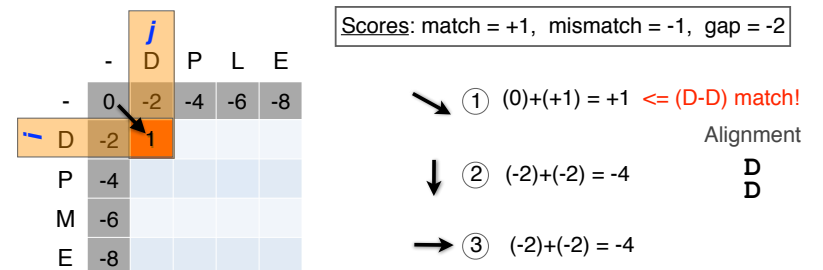 Scores: match = +1, mismatch = -1, gap = -2
j
- D P L E
- 0 -2 -4 -6 -8
i D -2 1
P -4
M -6
E -8
1 (0)+(+1) = +1 <= (D-D) match!
Alignment
D
D
2 (-2)+(-2) = -4
3 (-2)+(-2) = -4